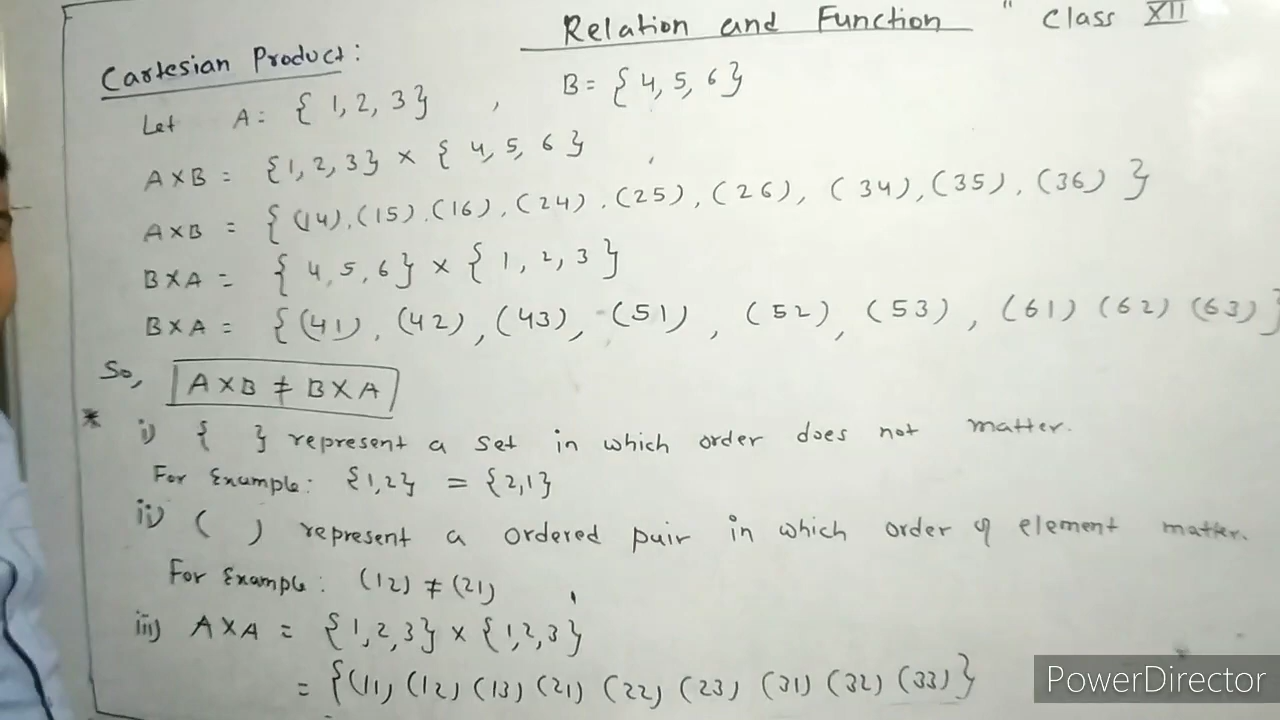 Relation and Function " Class XII
Cartesian Product:
Let A = {1, 2, 3} , B = {4, 5, 6}
A X B = {1, 2, 3} x {4, 5, 6}
A X B = {(14), (15), (16), (24), (25), (26), (34), (35), (36)}
B X A = {4, 5, 6} x {1, 2, 3}
B X A = {(41), (42), (43), (51), (52), (53), (61) (62) (63)}
So, A X B ≠ B X A
* i) { } represent a set in which order does not matter.
For Example: {1,2} = {2,1}
ii) ( ) represent a ordered pair in which order of element matter.
For Example: (12) ≠ (21)
iii) A X A = {1, 2, 3} x {1, 2, 3}
= {(11) (12) (13) (21) (22) (23) (31) (32) (33)}
PowerDirector